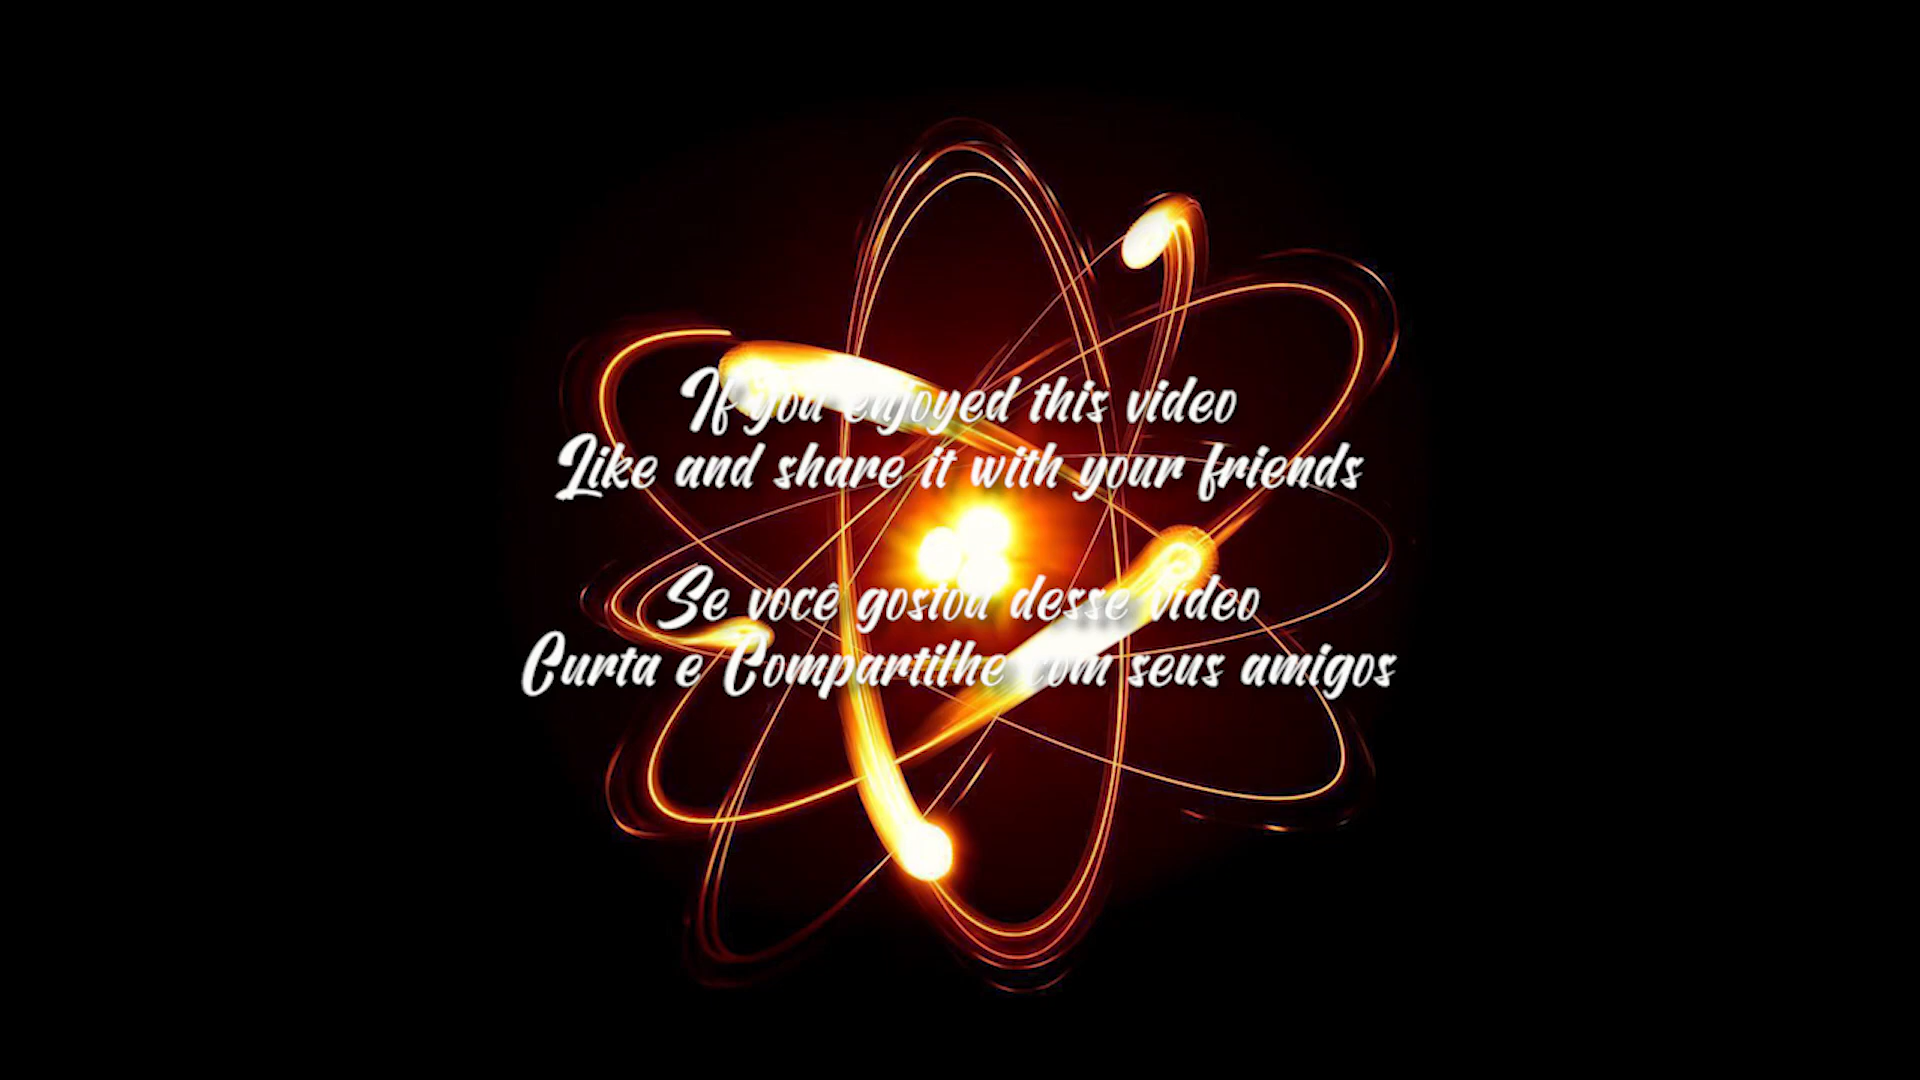 If you enjoyed this video
Like and share it with your friends
Se você gostou desse vídeo
Curta e Compartilhe com seus amigos